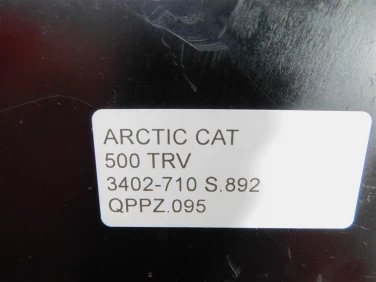 ARCTIC CAT
500 TRV
3402-710 S.892
QPPZ.095